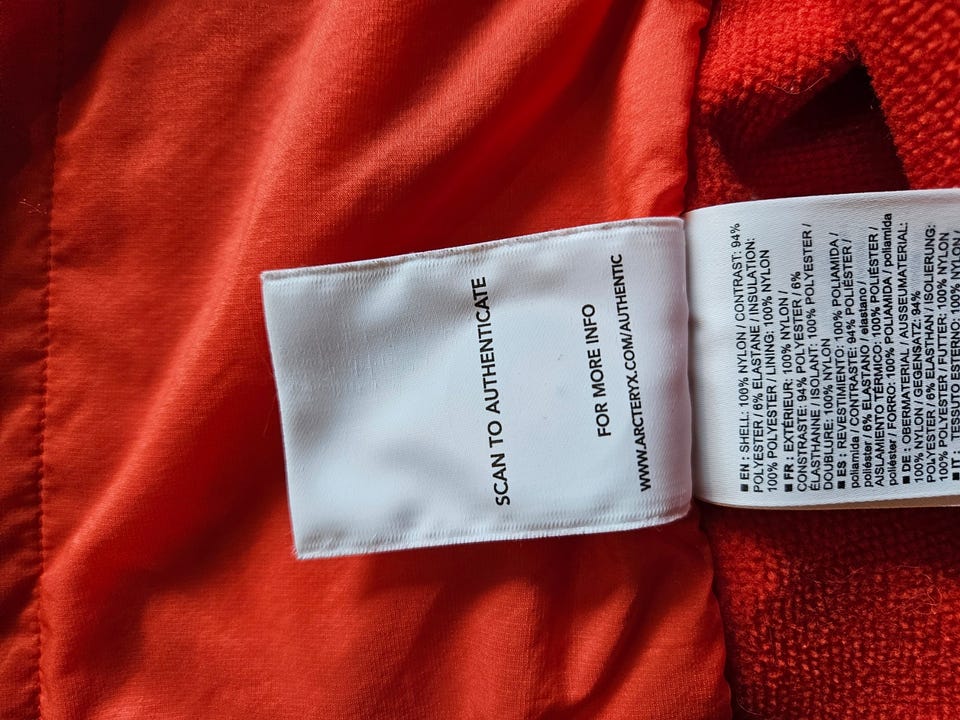 SCAN TO AUTHENTICATE
FOR MORE INFO
WWW.ARCTERYX.COM/AUTHENTIC
■ EN : SHELL: 100% NYLON / CONTRAST: 94%
POLYESTER / 6% ELASTANE / INSULATION:
100% POLYESTER / LINING: 100% NYLON
■ FR : EXTÉRIEUR: 100% NYLON /
CONSTRASTE: 94% POLYESTER / 6%
ÉLASTHANNE / ISOLANT: 100% POLYESTER /
DOUBLURE: 100% NYLON
■ ES : REVESTIMIENTO: 100% POLIAMIDA /
poliamida / CONTRASTE: 94% POLIÉSTER /
poliéster / 6% ELASTANO / elastano /
AISLAMIENTO TÉRMICO: 100% POLIÉSTER /
poliéster / FORRO: 100% POLIAMIDA / poliamida
■ DE : OBERMATERIAL / AUSSEUMATERIAL:
100% NYLON / GEGENSATZ: 94%
POLYESTER / 6% ELASTHAN / ISOLIERUNG:
100% POLYESTER / FUTTER: 100% NYLON
■ IT : TESSUTO ESTERNO: 100% NYLON /